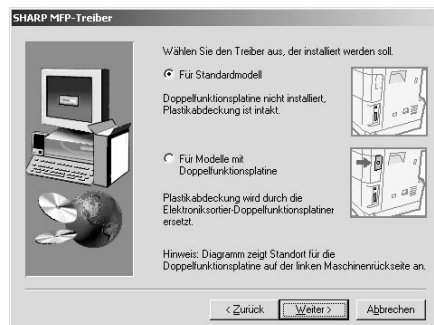 SHARP MFP-Treiber
Wählen Sie den Treiber aus, der installiert werden soll.
Für Standardmodell
Doppelfunktionsplatine nicht installiert,
Plastikabdeckung ist intakt.
Für Modelle mit
Doppelfunktionsplatine
Plastikabdeckung wird durch die
Elektroniksortier-Doppelfunktionsplatiner
ersetzt.
Hinweis: Diagramm zeigt Standort für die
Doppelfunktionsplatine auf der linken Maschinenrückseite an.
< Zurück
Weiter >
Abbrechen